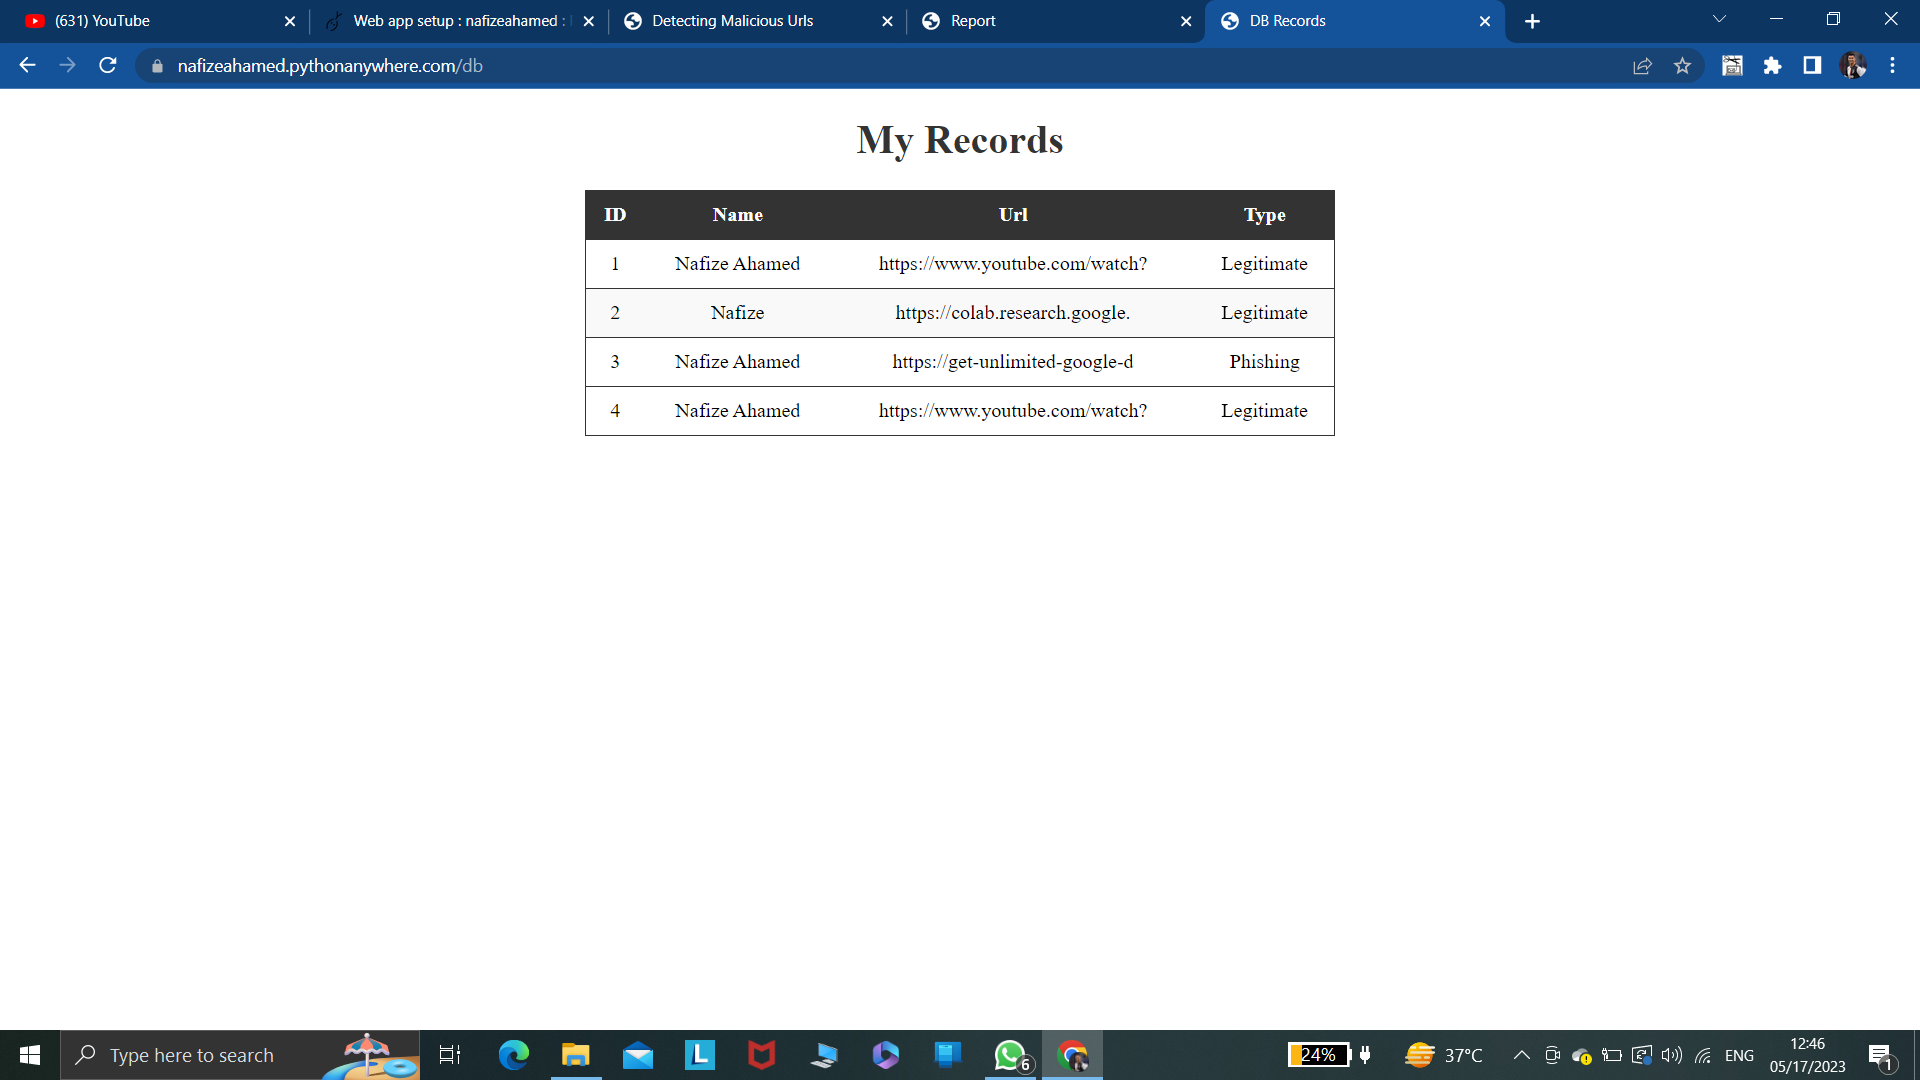 (631) YouTube
Web app setup : nafizeahamed :
Detecting Malicious Urls
Report
DB Records
nafizeahamed.pythonanywhere.com/db
My Records
ID Name Url Type
1 Nafize Ahamed https://www.youtube.com/watch? Legitimate
2 Nafize https://colab.research.google. Legitimate
3 Nafize Ahamed https://get-unlimited-google-d Phishing
4 Nafize Ahamed https://www.youtube.com/watch? Legitimate
Type here to search
L
6
24%
37°C
ENG
12:46
05/17/2023
1